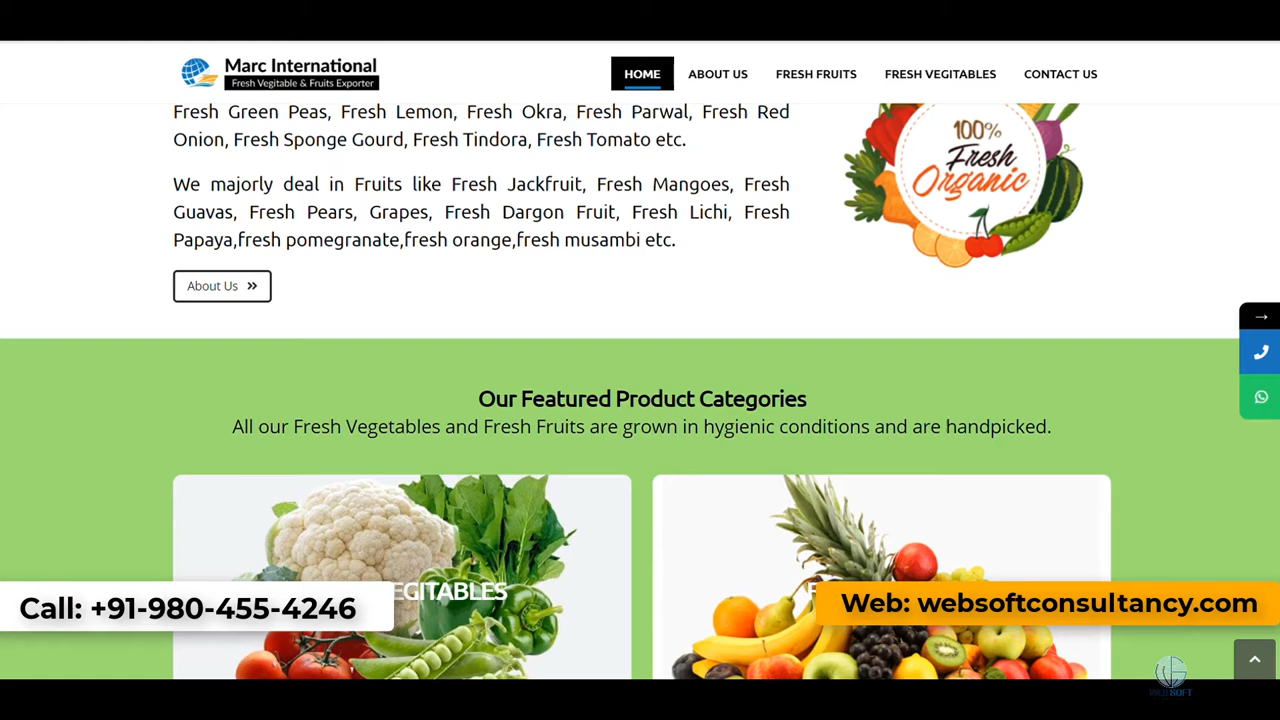 Marc International
Fresh Vegitable & Fruits Exporter
HOME
ABOUT US
FRESH FRUITS
FRESH VEGITABLES
CONTACT US
Fresh Green Peas, Fresh Lemon, Fresh Okra, Fresh Parwal, Fresh Red
Onion, Fresh Sponge Gourd, Fresh Tindora, Fresh Tomato etc.
We majorly deal in Fruits like Fresh Jackfruit, Fresh Mangoes, Fresh
Guavas, Fresh Pears, Grapes, Fresh Dargon Fruit, Fresh Lichi, Fresh
Papaya,fresh pomegranate,fresh orange,fresh musambi etc.
100%
Fresh
Organic
About Us »
→
Our Featured Product Categories
All our Fresh Vegetables and Fresh Fruits are grown in hygienic conditions and are handpicked.
EGITABLES
Call: +91-980-455-4246
Web: websoftconsultancy.com